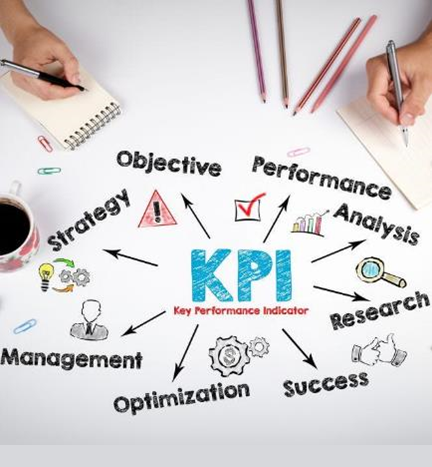 Objective
Performance
Strategy
Analysis
KPI
Key Performance Indicator
Research
Management
Optimization
Success